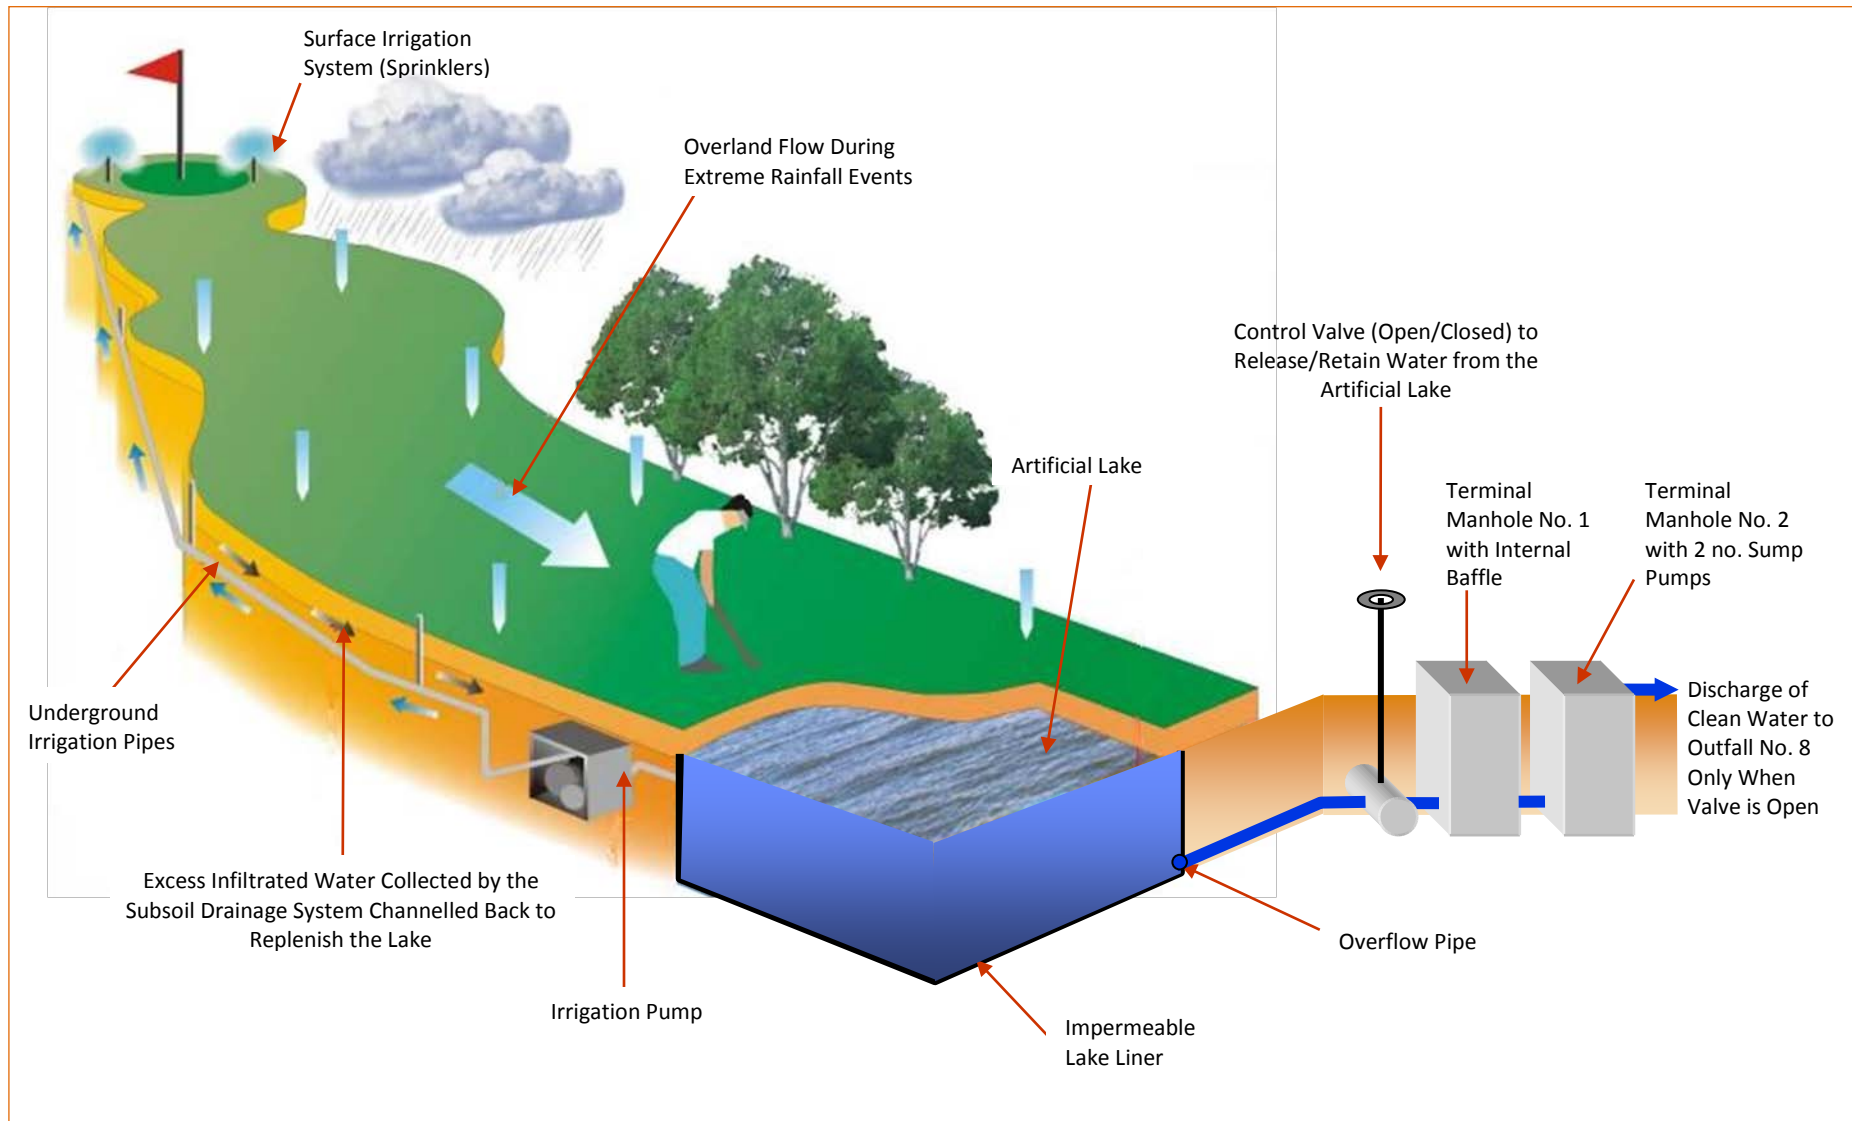 Surface Irrigation
System (Sprinklers)
Overland Flow During
Extreme Rainfall Events
Control Valve (Open/Closed) to
Release/Retain Water from the
Artificial Lake
Artificial Lake
Terminal
Manhole No. 1
with Internal
Baffle
Terminal
Manhole No. 2
with 2 no. Sump
Pumps
Underground
Irrigation Pipes
Discharge of
Clean Water to
Outfall No. 8
Only When
Valve is Open
Excess Infiltrated Water Collected by the
Subsoil Drainage System Channelled Back to
Replenish the Lake
Overflow Pipe
Irrigation Pump
Impermeable
Lake Liner